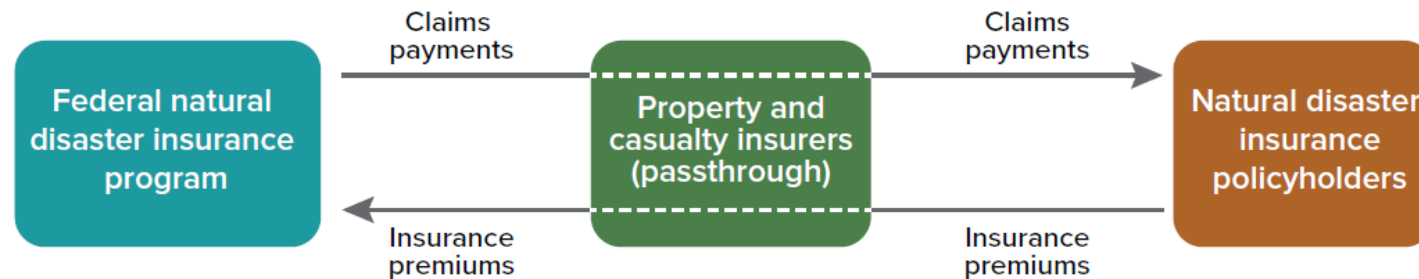 Claims
payments
Claims
payments
Federal natural
disaster insurance
program
Property and
casualty insurers
(passthrough)
Natural disaster
insurance
policyholders
Insurance
premiums
Insurance
premiums